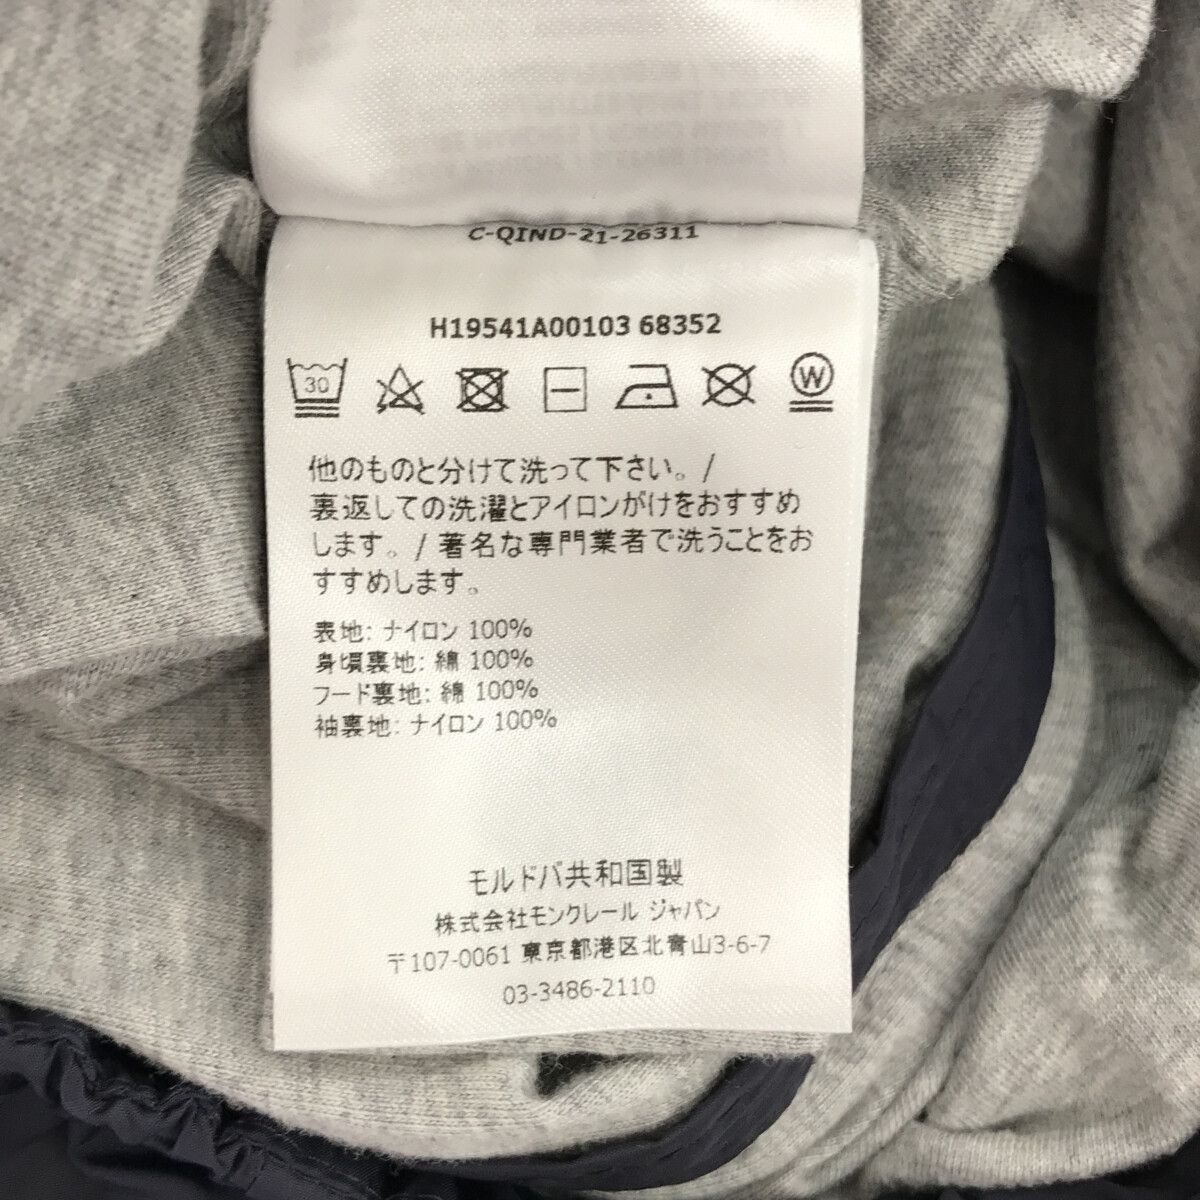 C-QIND-21-26311
H19541A00103 68352
30
W
他のものと分けて洗って下さい。/
裏返しての洗濯とアイロンがけをおすすめ
します。/ 著名な専門業者で洗うことをお
すすめします。
表地: ナイロン 100%
身頃裏地: 綿 100%
フード裏地: 綿 100%
袖裏地: ナイロン 100%
モルドバ共和国製
株式会社モンクレール ジャパン
〒107-0061 東京都港区北青山3-6-7
03-3486-2110